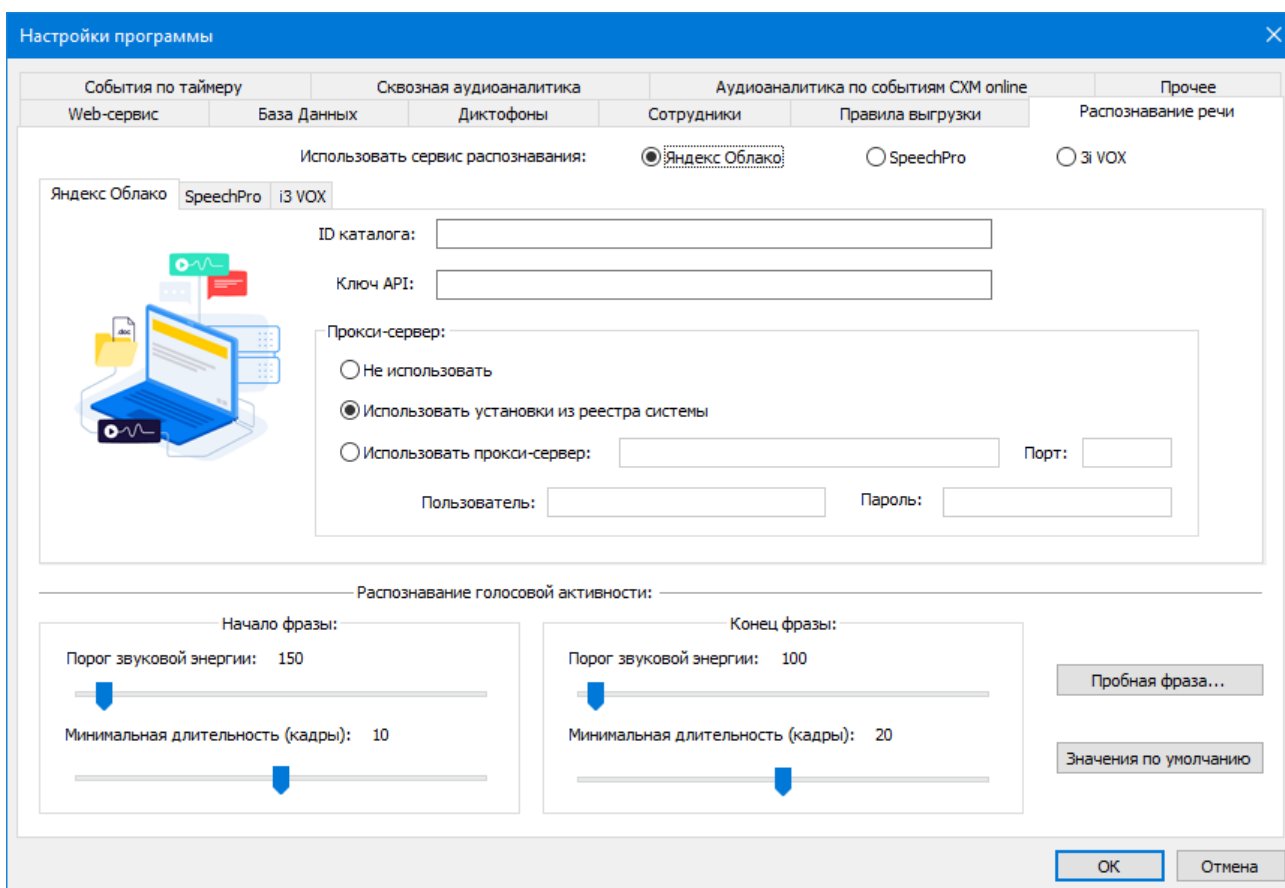 Настройки программы
События по таймеру Сквозная аудиоаналитика Аудиоаналитика по событиям CXM online Прочее
Web-сервис База Данных Диктофоны Сотрудники Правила выгрузки Распознавание речи
Использовать сервис распознавания: Яндекс Облако SpeechPro 3i VOX
Яндекс Облако SpeechPro i3 VOX
ID каталога:
Ключ API:
.doc
Прокси-сервер:
Не использовать
Использовать установки из реестра системы
Использовать прокси-сервер: Порт:
Пользователь: Пароль:
Распознавание голосовой активности:
Начало фразы: Конец фразы:
Порог звуковой энергии: 150 Порог звуковой энергии: 100
Пробная фраза...
Минимальная длительность (кадры): 10 Минимальная длительность (кадры): 20
Значения по умолчанию
OK Отмена